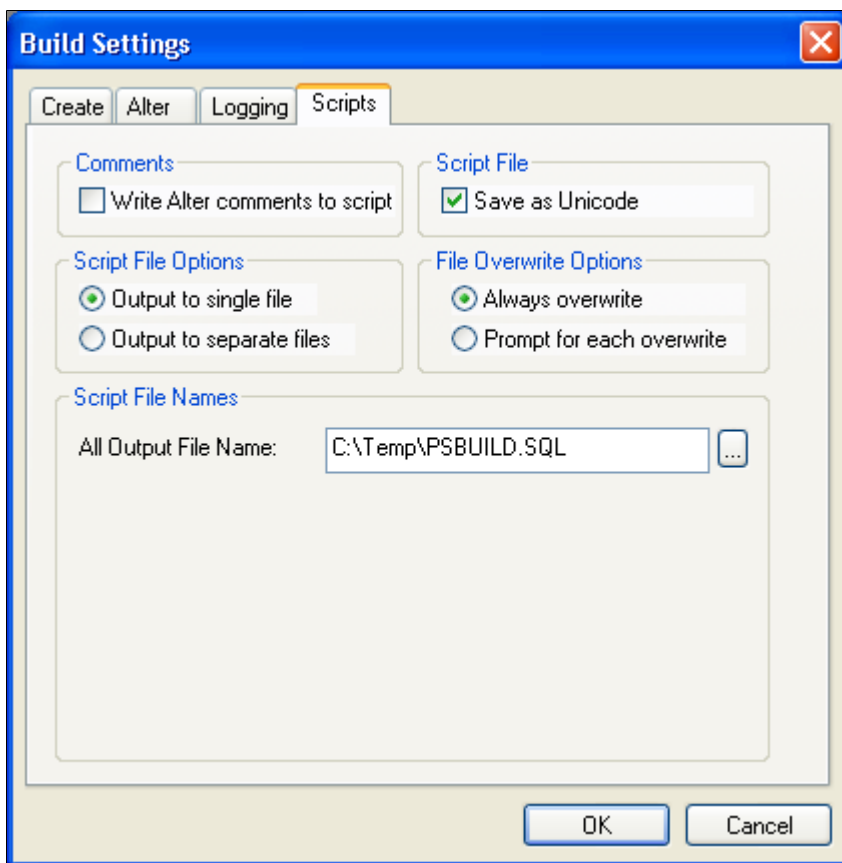 Build Settings
Create Alter Logging Scripts
Comments
Write Alter comments to script
Script File
Save as Unicode
Script File Options
Output to single file
Output to separate files
File Overwrite Options
Always overwrite
Prompt for each overwrite
Script File Names
All Output File Name: C:\Temp\PSBUILD.SQL ...
OK Cancel